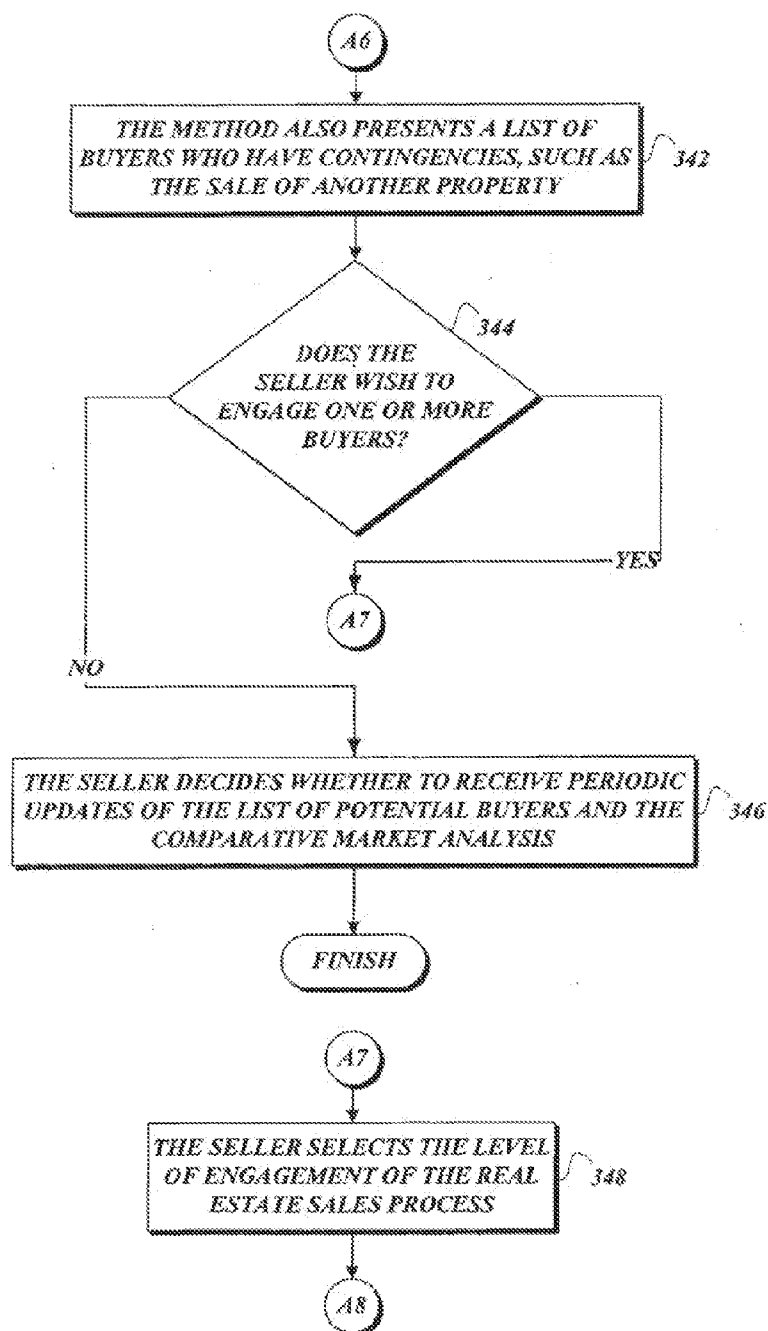 A6
THE METHOD ALSO PRESENTS A LIST OF
BUYERS WHO HAVE CONTINGENCIES, SUCH AS
THE SALE OF ANOTHER PROPERTY
342
344
DOES THE
SELLER WISH TO
ENGAGE ONE OR MORE
BUYERS?
YES
A7
NO
THE SELLER DECIDES WHETHER TO RECEIVE PERIODIC
UPDATES OF THE LIST OF POTENTIAL BUYERS AND THE
COMPARATIVE MARKET ANALYSIS
346
FINISH
A7
THE SELLER SELECTS THE LEVEL
OF ENGAGEMENT OF THE REAL
ESTATE SALES PROCESS
348
A8